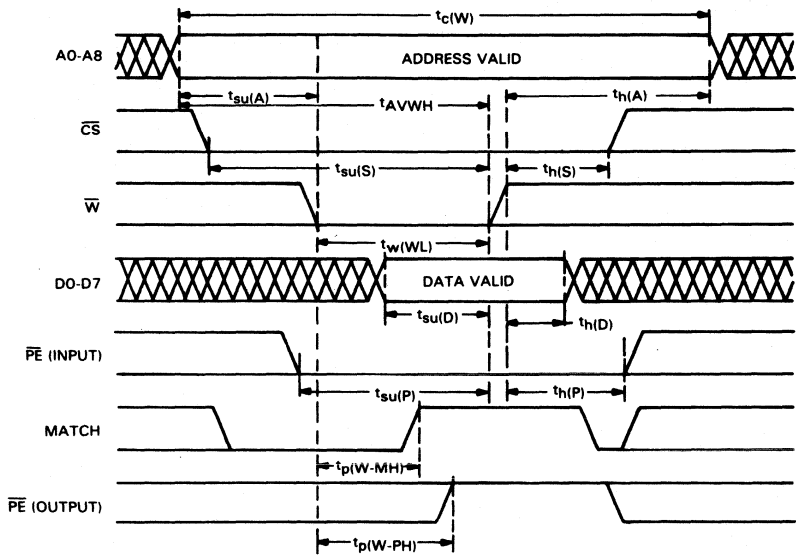 tc(W)
A0-A8
ADDRESS VALID
tsu(A)
tAVWH
th(A)
CS
tsu(S)
th(S)
W
tw(WL)
D0-D7
DATA VALID
tsu(D)
th(D)
PE (INPUT)
tsu(P)
th(P)
MATCH
tp(W-MH)
PE (OUTPUT)
tp(W-PH)